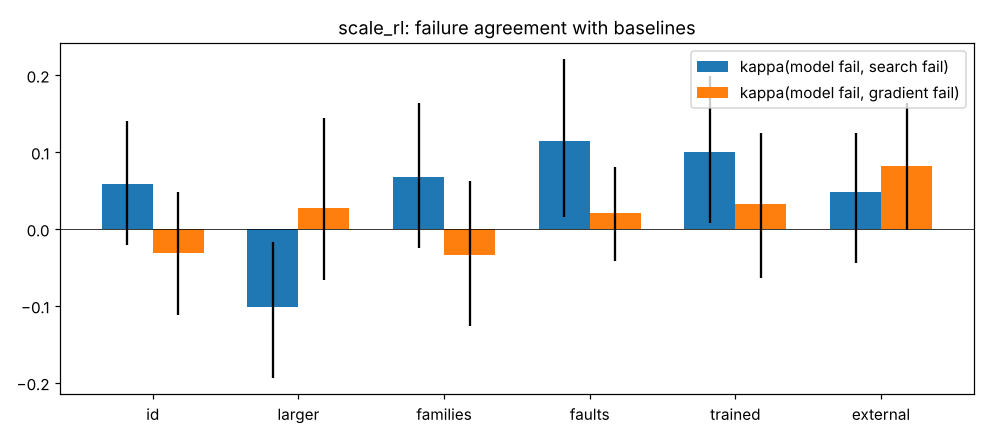 scale_rl: failure agreement with baselines
kappa(model fail, search fail)
kappa(model fail, gradient fail)
0.2
0.1
0.0
−0.1
−0.2
id larger families faults trained external